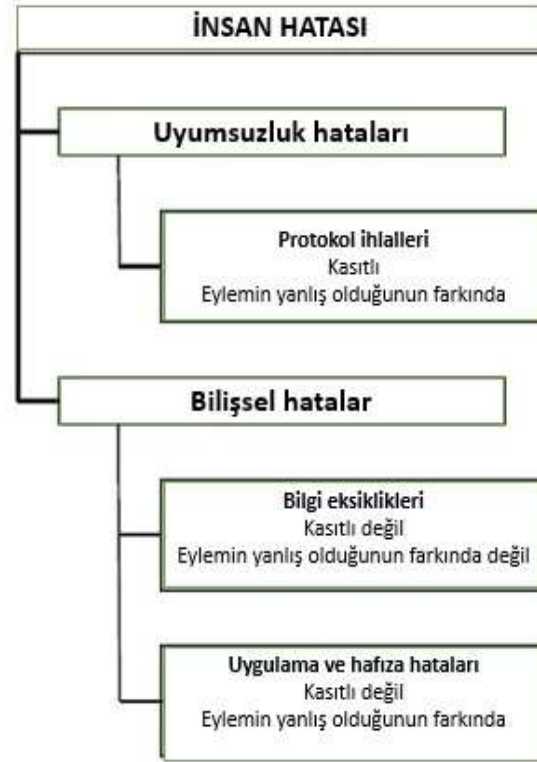 İNSAN HATASI
Uyumsuzluk hataları
Protokol ihlalleri
Kasıtlı
Eylemin yanlış olduğunun farkında
Bilişsel hatalar
Bilgi eksiklikleri
Kasıtlı değil
Eylemin yanlış olduğunun farkında değil
Uygulama ve hafıza hataları
Kasıtlı değil
Eylemin yanlış olduğunun farkında